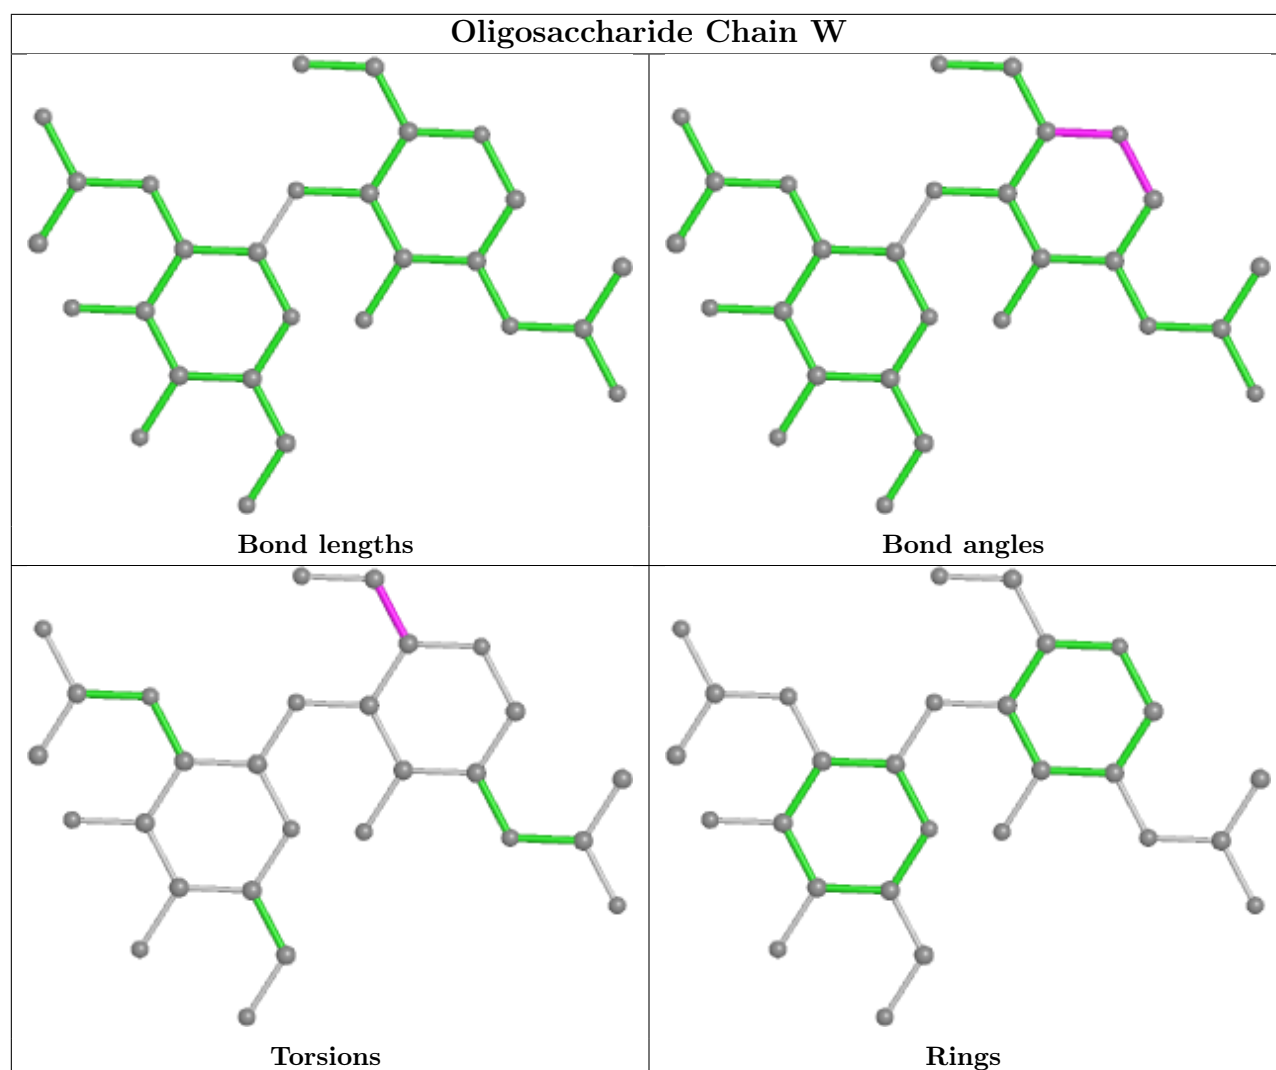 Oligosaccharide Chain W
Bond lengths
Bond angles
Torsions
Rings